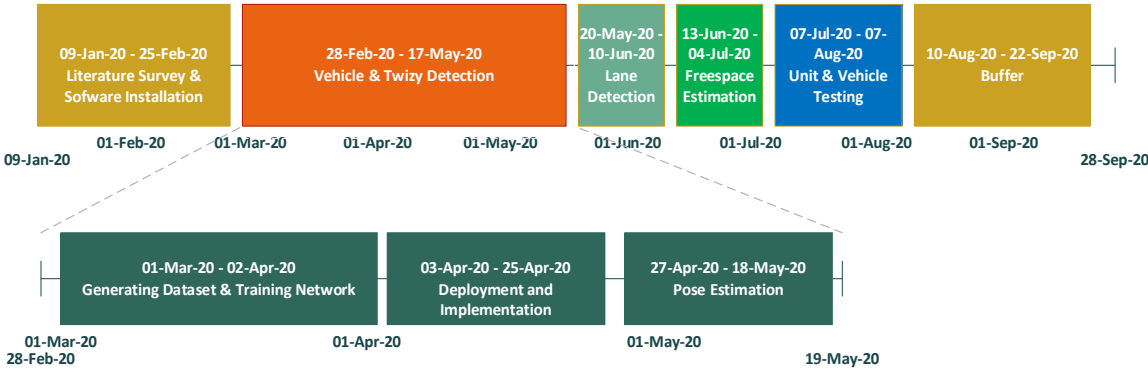 09-Jan-20 - 25-Feb-20
Literature Survey &
Sofware Installation
28-Feb-20 - 17-May-20
Vehicle & Twizy Detection
20-May-20 -
10-Jun-20
Lane
Detection
13-Jun-20 -
04-Jul-20
Freespace
Estimation
07-Jul-20 - 07-
Aug-20
Unit & Vehicle
Testing
10-Aug-20 - 22-Sep-20
Buffer
01-Feb-20
01-Mar-20
01-Apr-20
01-May-20
01-Jun-20
01-Jul-20
01-Aug-20
01-Sep-20
09-Jan-20
28-Sep-20
01-Mar-20 - 02-Apr-20
Generating Dataset & Training Network
03-Apr-20 - 25-Apr-20
Deployment and
Implementation
27-Apr-20 - 18-May-20
Pose Estimation
01-Mar-20
01-Apr-20
01-May-20
28-Feb-20
19-May-20